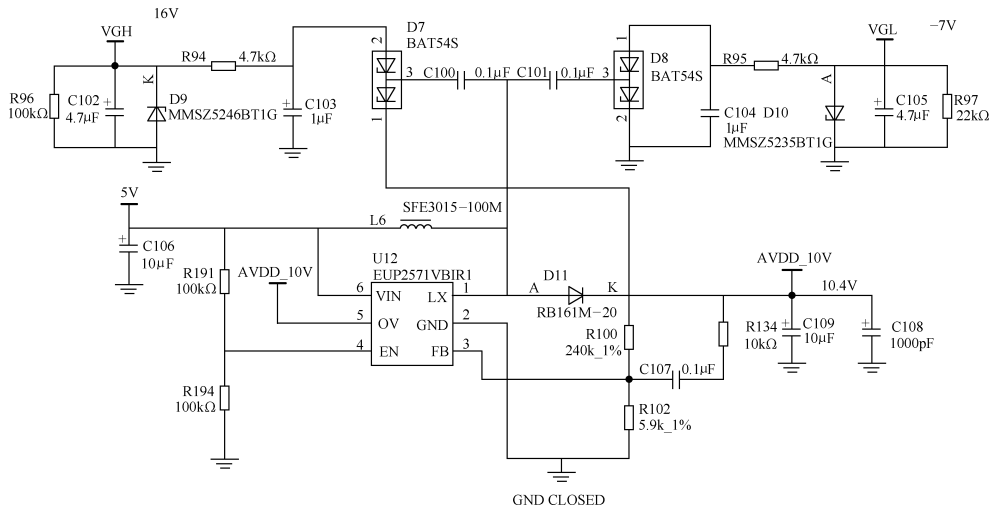 16V
VGH
R94
4.7kΩ
K
R96
100kΩ
C102
4.7μF
D9
MMSZ5246BT1G
C103
1μF
D7
BAT54S
2
3
1
C100
0.1μF
C101
0.1μF
1
3
2
D8
BAT54S
R95
4.7kΩ
VGL
−7V
A
C104
1μF
D10
MMSZ5235BT1G
C105
4.7μF
R97
22kΩ
5V
C106
10μF
L6
SFE3015−100M
R191
100kΩ
AVDD_10V
U12
EUP2571VBIR1
6
VIN
LX
1
5
OV
GND
2
4
EN
FB
3
R194
100kΩ
D11
A
K
RB161M−20
R100
240k_1%
C107
0.1μF
R102
5.9k_1%
R134
10kΩ
AVDD_10V
10.4V
C109
10μF
C108
1000pF
GND CLOSED